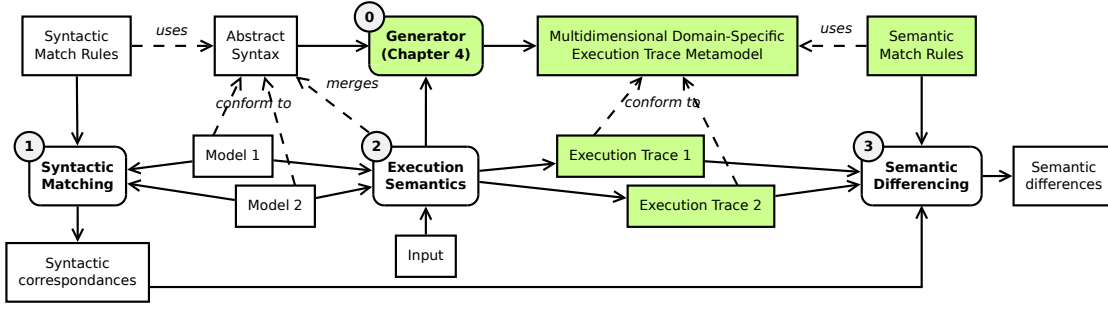 0
Syntactic
Match Rules
uses
Abstract
Syntax
Generator
(Chapter 4)
Multidimensional Domain-Specific
Execution Trace Metamodel
uses
Semantic
Match Rules
merges
conform to
conform to
1
Syntactic
Matching
Model 1
Model 2
2
Execution
Semantics
Execution Trace 1
Execution Trace 2
3
Semantic
Differencing
Semantic
differences
Input
Syntactic
correspondances